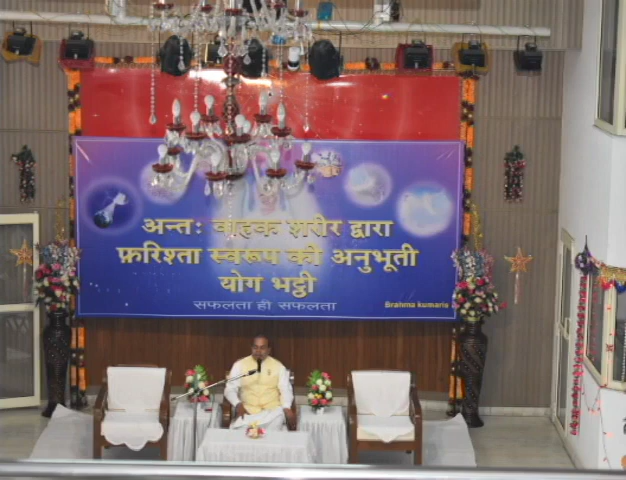 अन्तः वाहक शरीर द्वारा
फ़रिश्ता स्वरूप की अनुभूती
योग भट्ठी
सफलता ही सफलता
Brahma kumaris